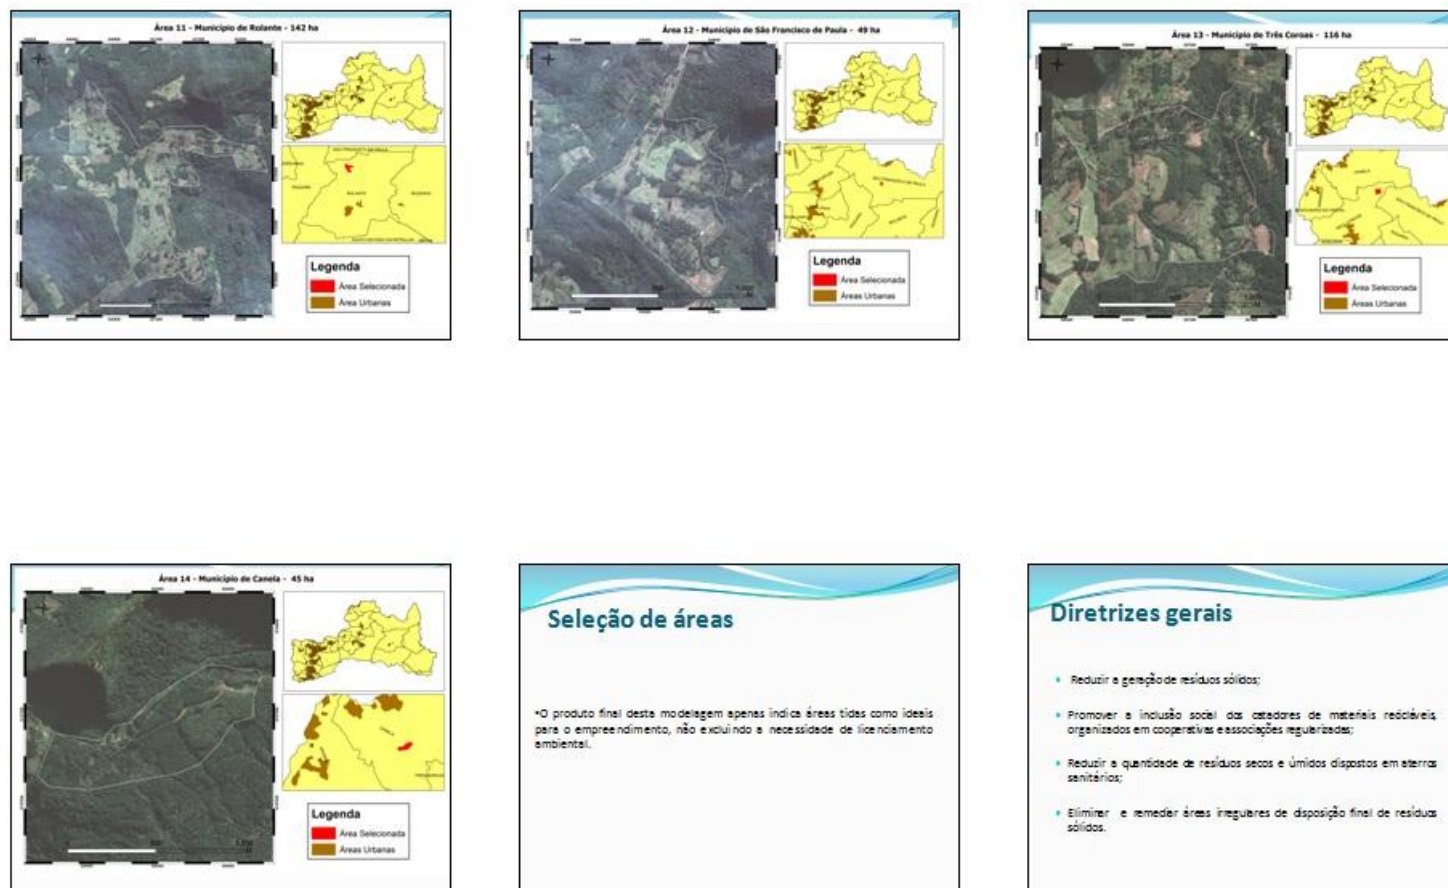 Área 11 - Município de Rolante - 142 ha
ROLANTE
Legenda
Área Selecionada
Área Urbanas
Área 12 - Município de São Francisco de Paula - 49 ha
Legenda
Área Selecionada
Áreas Urbanas
Área 13 - Município de Três Coroas - 116 ha
Legenda
Área Selecionada
Áreas Urbanas
Área 14 - Município de Canela - 45 ha
Legenda
Área Selecionada
Áreas Urbanas
Seleção de áreas
•O produto final desta modelagem apenas indica áreas tidas como ideais
para o empreendimento, não excluindo a necessidade de licenciamento
ambiental.
Diretrizes gerais
• Reduzir a geração de resíduos sólidos;
• Promover a inclusão social dos catadores de materiais recicláveis,
organizados em cooperativas e associações regularizadas;
• Reduzir a quantidade de resíduos secos e úmidos dispostos em aterros
sanitários;
• Eliminar e remediar áreas irregulares de disposição final de resíduos
sólidos.